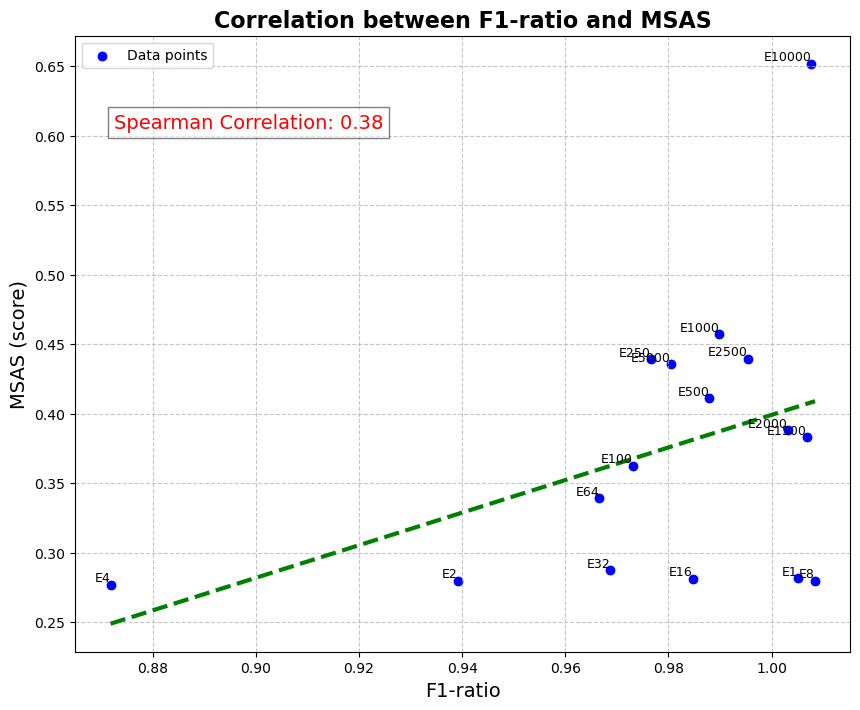 Correlation between F1-ratio and MSAS
Data points
Spearman Correlation: 0.38
MSAS (score)
0.65
0.60
0.55
0.50
0.45
0.40
0.35
0.30
0.25
E10000
E1000
E250
E5000
E2500
E500
E2000
E1500
E100
E64
E32
E16
E1
E8
E4
E2
0.88 0.90 0.92 0.94 0.96 0.98 1.00
F1-ratio